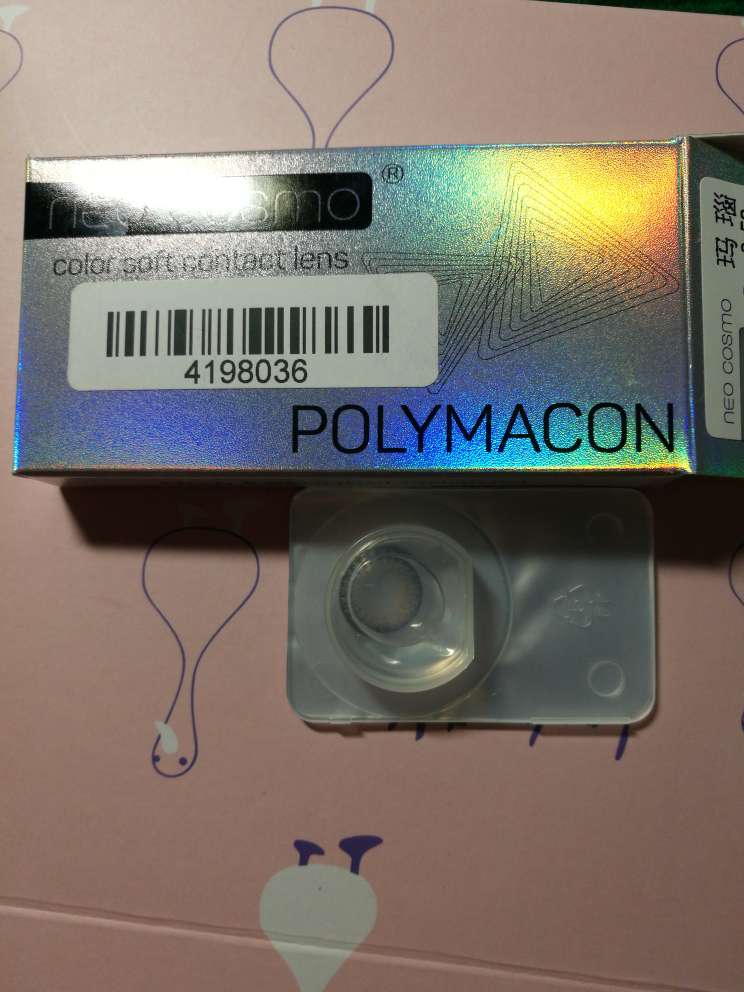 neo cosmo®
color soft contact lens
4198036
POLYMACON
neo cosmo